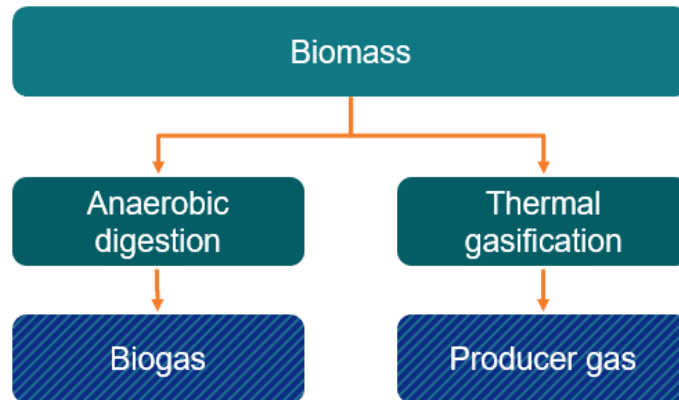 Biomass
Anaerobic
digestion
Thermal
gasification
Biogas
Producer gas